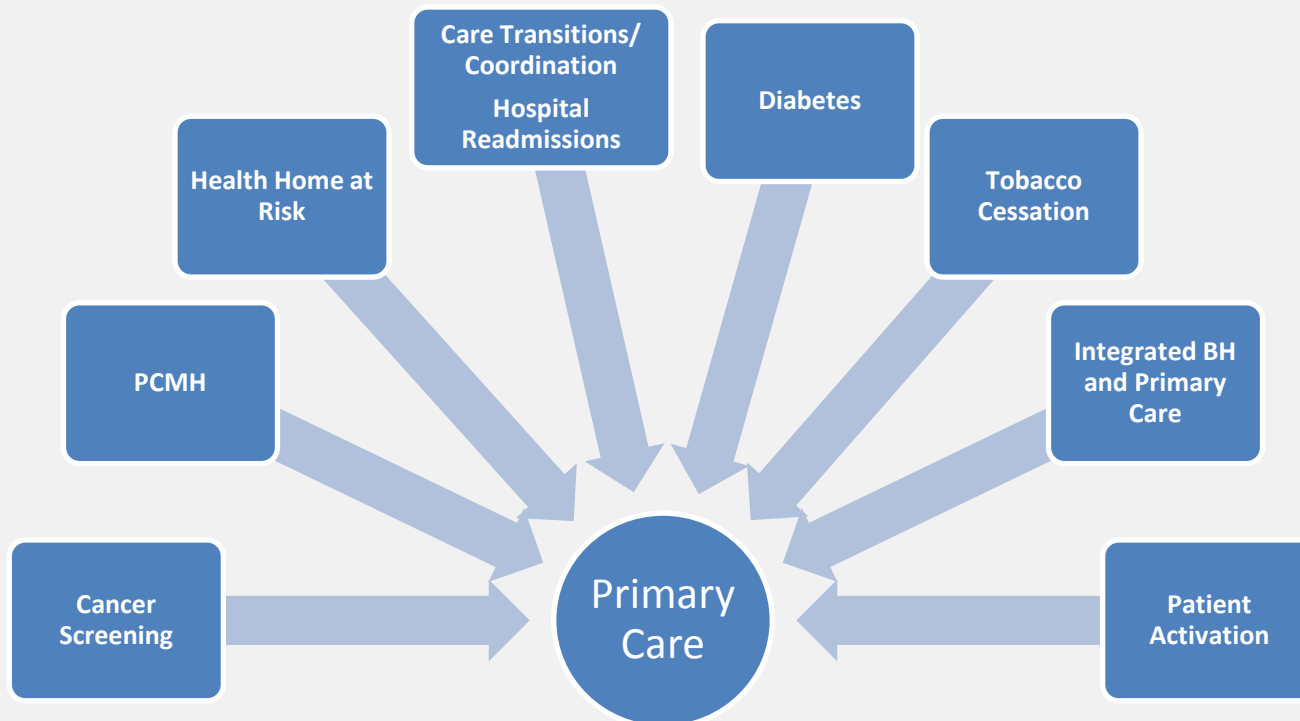 Care Transitions/
Coordination
Hospital
Readmissions
Diabetes
Health Home at
Risk
Tobacco
Cessation
PCMH
Integrated BH
and Primary
Care
Cancer
Screening
Primary
Care
Patient
Activation